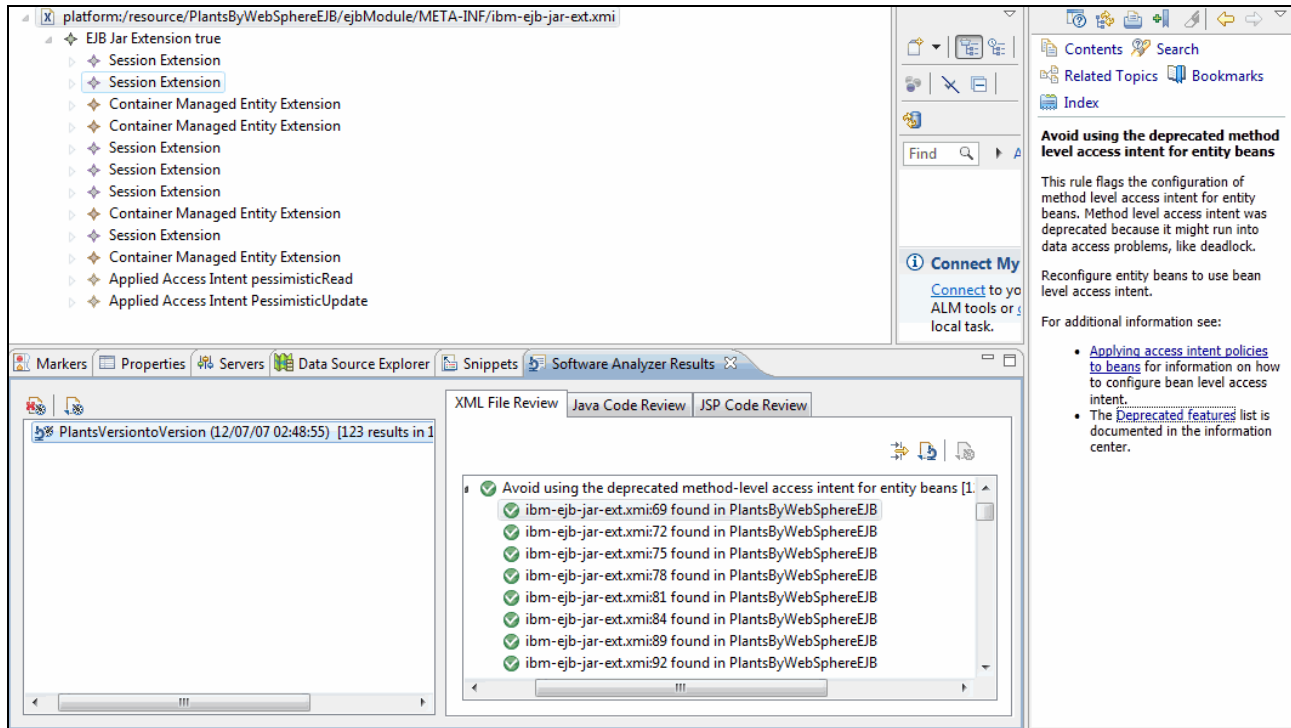 platform:/resource/PlantsByWebSphereEJB/ejbModule/META-INF/ibm-ejb-jar-ext.xmi
EJB Jar Extension true
Session Extension
Session Extension
Container Managed Entity Extension
Container Managed Entity Extension
Session Extension
Session Extension
Session Extension
Container Managed Entity Extension
Session Extension
Container Managed Entity Extension
Applied Access Intent pessimisticRead
Applied Access Intent PessimisticUpdate
Find
Connect My
Connect to yo
ALM tools or
local task.
Contents Search
Related Topics Bookmarks
Index
Avoid using the deprecated method
level access intent for entity beans
This rule flags the configuration of
method level access intent for entity
beans. Method level access intent was
deprecated because it might run into
data access problems, like deadlock.
Reconfigure entity beans to use bean
level access intent.
For additional information see:
• Applying access intent policies
to beans for information on how
to configure bean level access
intent.
• The Deprecated features list is
documented in the information
center.
Markers Properties Servers Data Source Explorer Snippets Software Analyzer Results
PlantsVersiontoVersion (12/07/07 02:48:55) [123 results in 1
XML File Review Java Code Review JSP Code Review
Avoid using the deprecated method-level access intent for entity beans [1
ibm-ejb-jar-ext.xmi:69 found in PlantsByWebSphereEJB
ibm-ejb-jar-ext.xmi:72 found in PlantsByWebSphereEJB
ibm-ejb-jar-ext.xmi:75 found in PlantsByWebSphereEJB
ibm-ejb-jar-ext.xmi:78 found in PlantsByWebSphereEJB
ibm-ejb-jar-ext.xmi:81 found in PlantsByWebSphereEJB
ibm-ejb-jar-ext.xmi:84 found in PlantsByWebSphereEJB
ibm-ejb-jar-ext.xmi:89 found in PlantsByWebSphereEJB
ibm-ejb-jar-ext.xmi:92 found in PlantsByWebSphereEJB